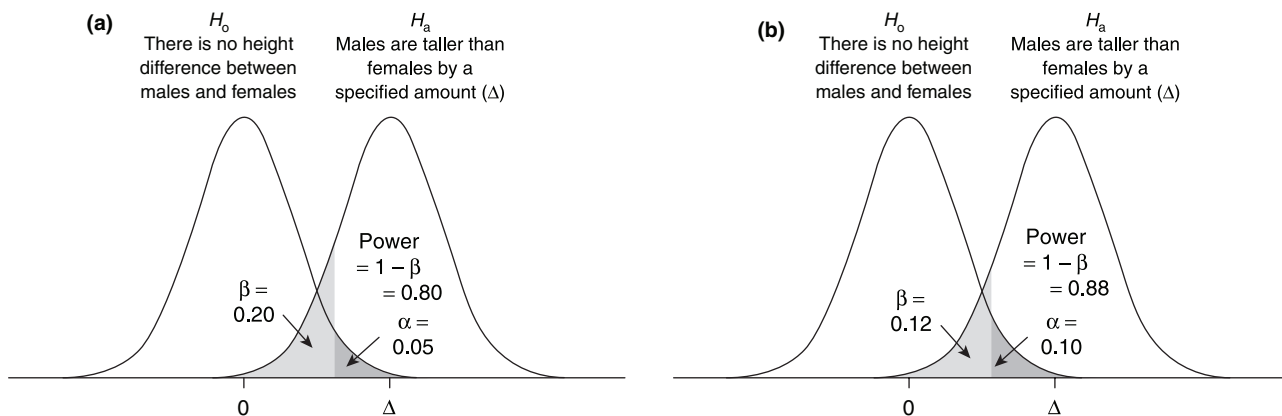 (a)
Hₒ
There is no height
difference between
males and females
Hₐ
Males are taller than
females by a
specified amount (Δ)
Power
= 1 − β
= 0.80
β =
0.20
α =
0.05
0
Δ
(b)
Hₒ
There is no height
difference between
males and females
Hₐ
Males are taller than
females by a
specified amount (Δ)
Power
= 1 − β
= 0.88
β =
0.12
α =
0.10
0
Δ